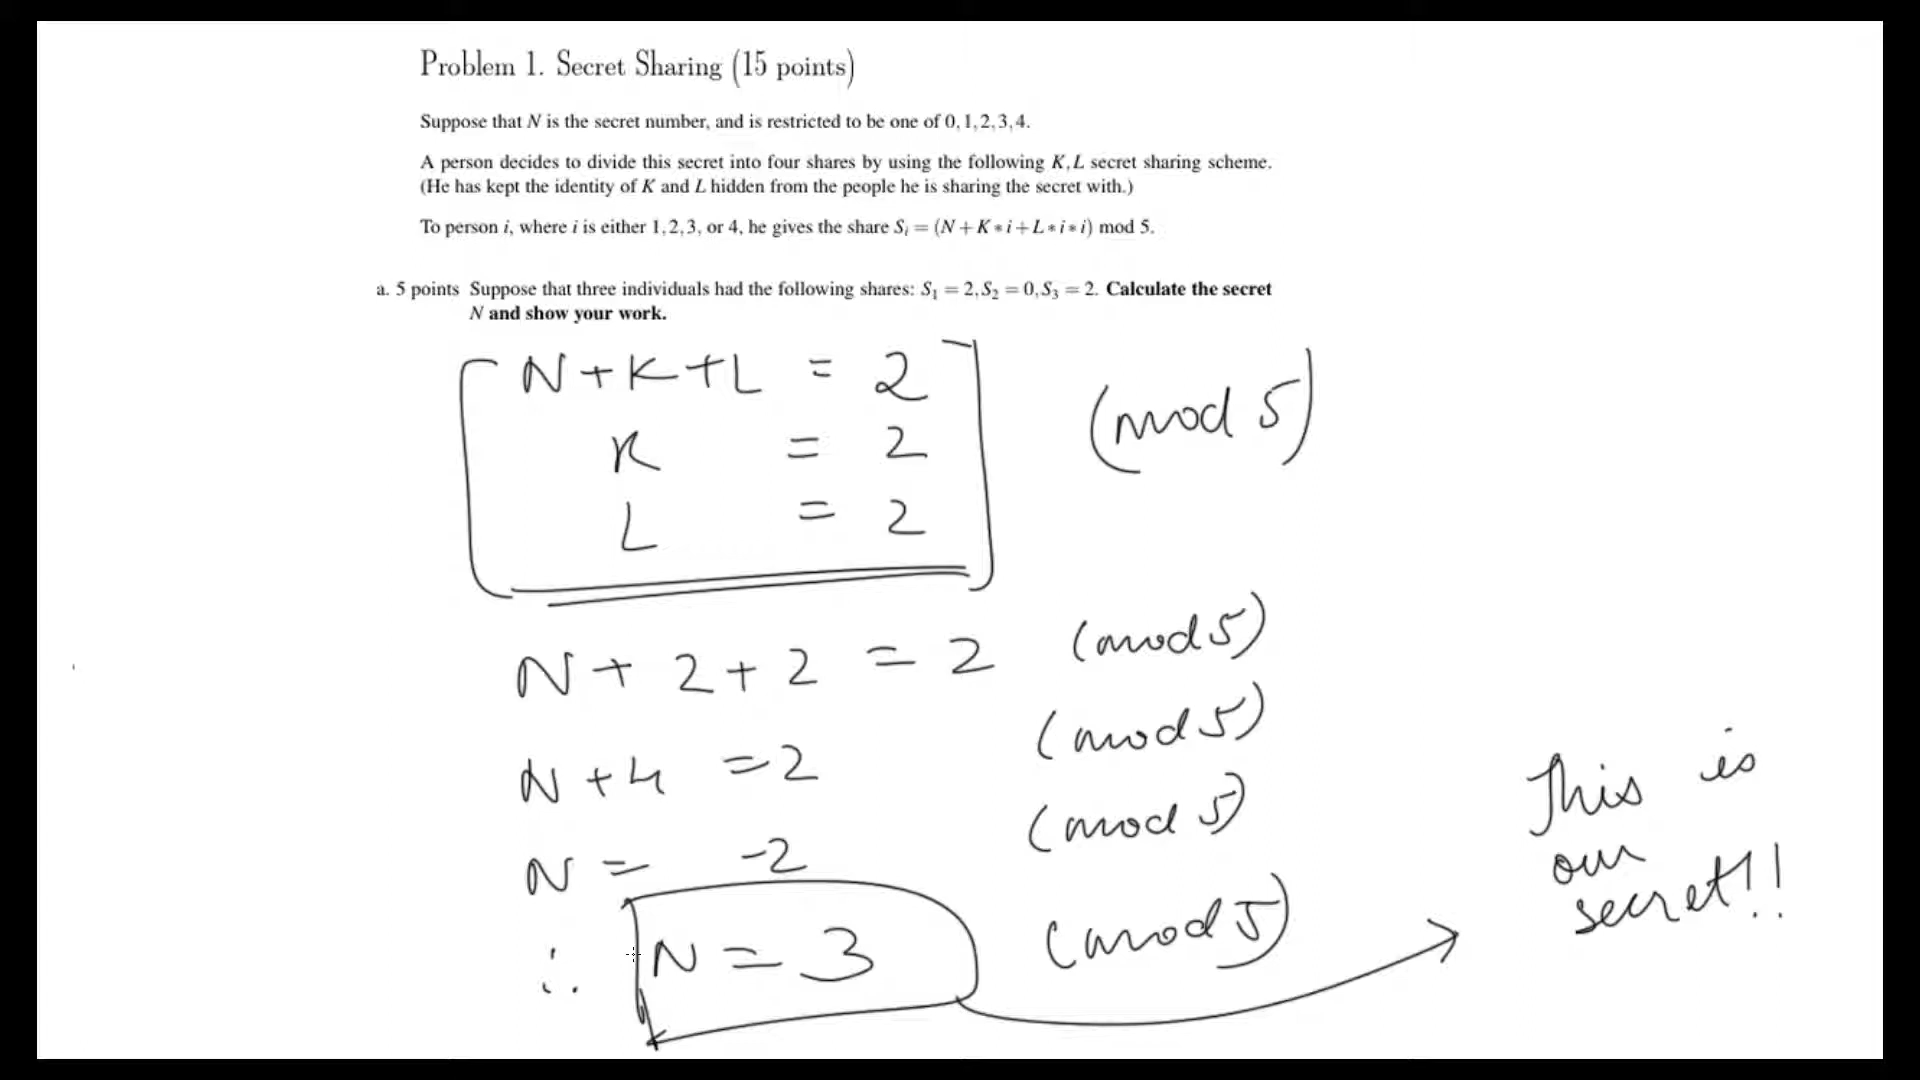 Problem 1. Secret Sharing (15 points)
Suppose that N is the secret number, and is restricted to be one of 0,1,2,3,4.
A person decides to divide this secret into four shares by using the following K,L secret sharing scheme.
(He has kept the identity of K and L hidden from the people he is sharing the secret with.)
To person i, where i is either 1,2,3, or 4, he gives the share Sᵢ = (N+K∗i+L∗i∗i) mod 5.
a. 5 points Suppose that three individuals had the following shares: S₁ = 2,S₂ = 0,S₃ = 2. Calculate the secret
N and show your work.
N+K+L = 2
K = 2
L = 2
(mod 5)
N + 2 + 2 = 2 (mod 5)
N + 4 = 2 (mod 5)
N = -2 (mod 5)
∴ N = 3 (mod 5)
This is
our
secret!!